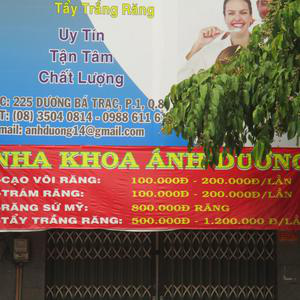 Tẩy Trắng Răng
Uy Tín
Tận Tâm
Chất Lượng
C: 225 DƯƠNG BÁ TRẠC, P.1, Q.8
T: (08) 3504 0814 - 0988 611 6
mail: anhduong14@gmail.com
NHA KHOA ÁNH DƯƠNG
-CẠO VÔI RĂNG: 100.000Đ - 200.000Đ/LẦN
-TRÁM RĂNG: 100.000Đ - 200.000Đ/LẦN
-RĂNG SỨ MỸ: 800.000Đ RĂNG
-TẨY TRẮNG RĂNG: 500.000Đ - 1.200.000 Đ/LẦN